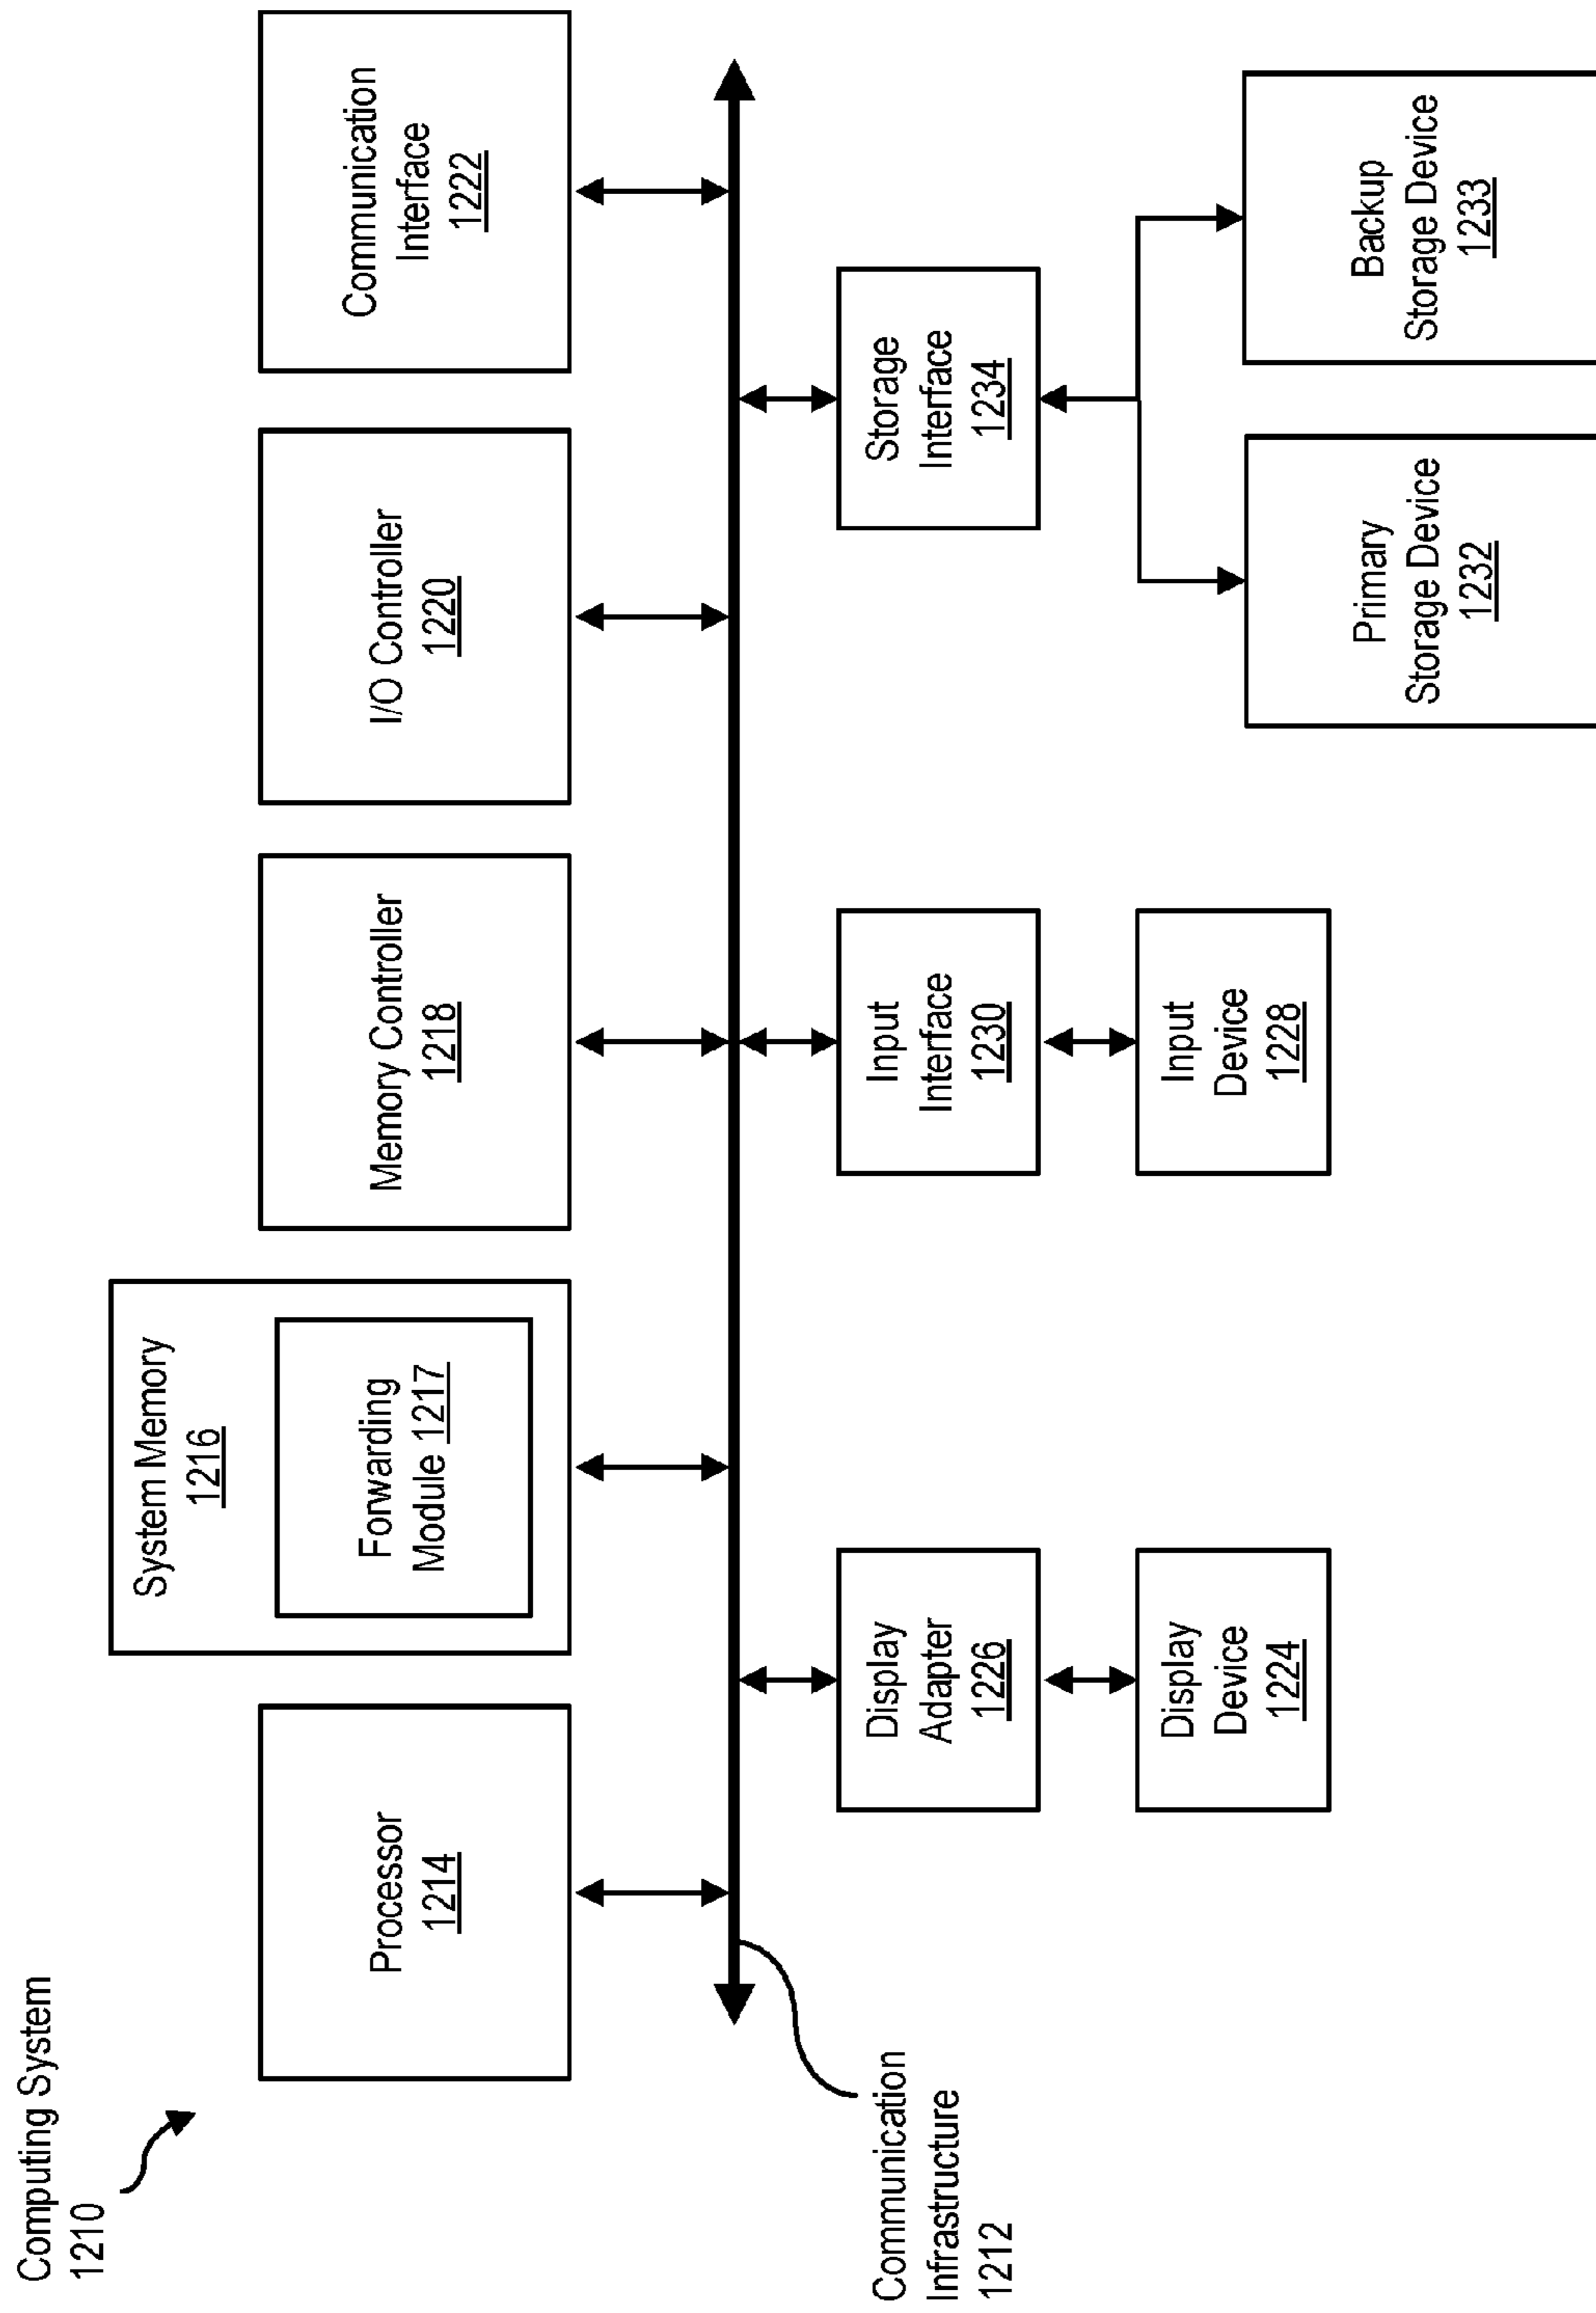 Computing System
1210
Processor
1214
System Memory
1216
Forwarding
Module 1217
Memory Controller
1218
I/O Controller
1220
Communication
Interface
1222
Communication
Infrastructure
1212
Display
Adapter
1226
Display
Device
1224
Input
Interface
1230
Input
Device
1228
Storage
Interface
1234
Primary
Storage Device
1232
Backup
Storage Device
1233